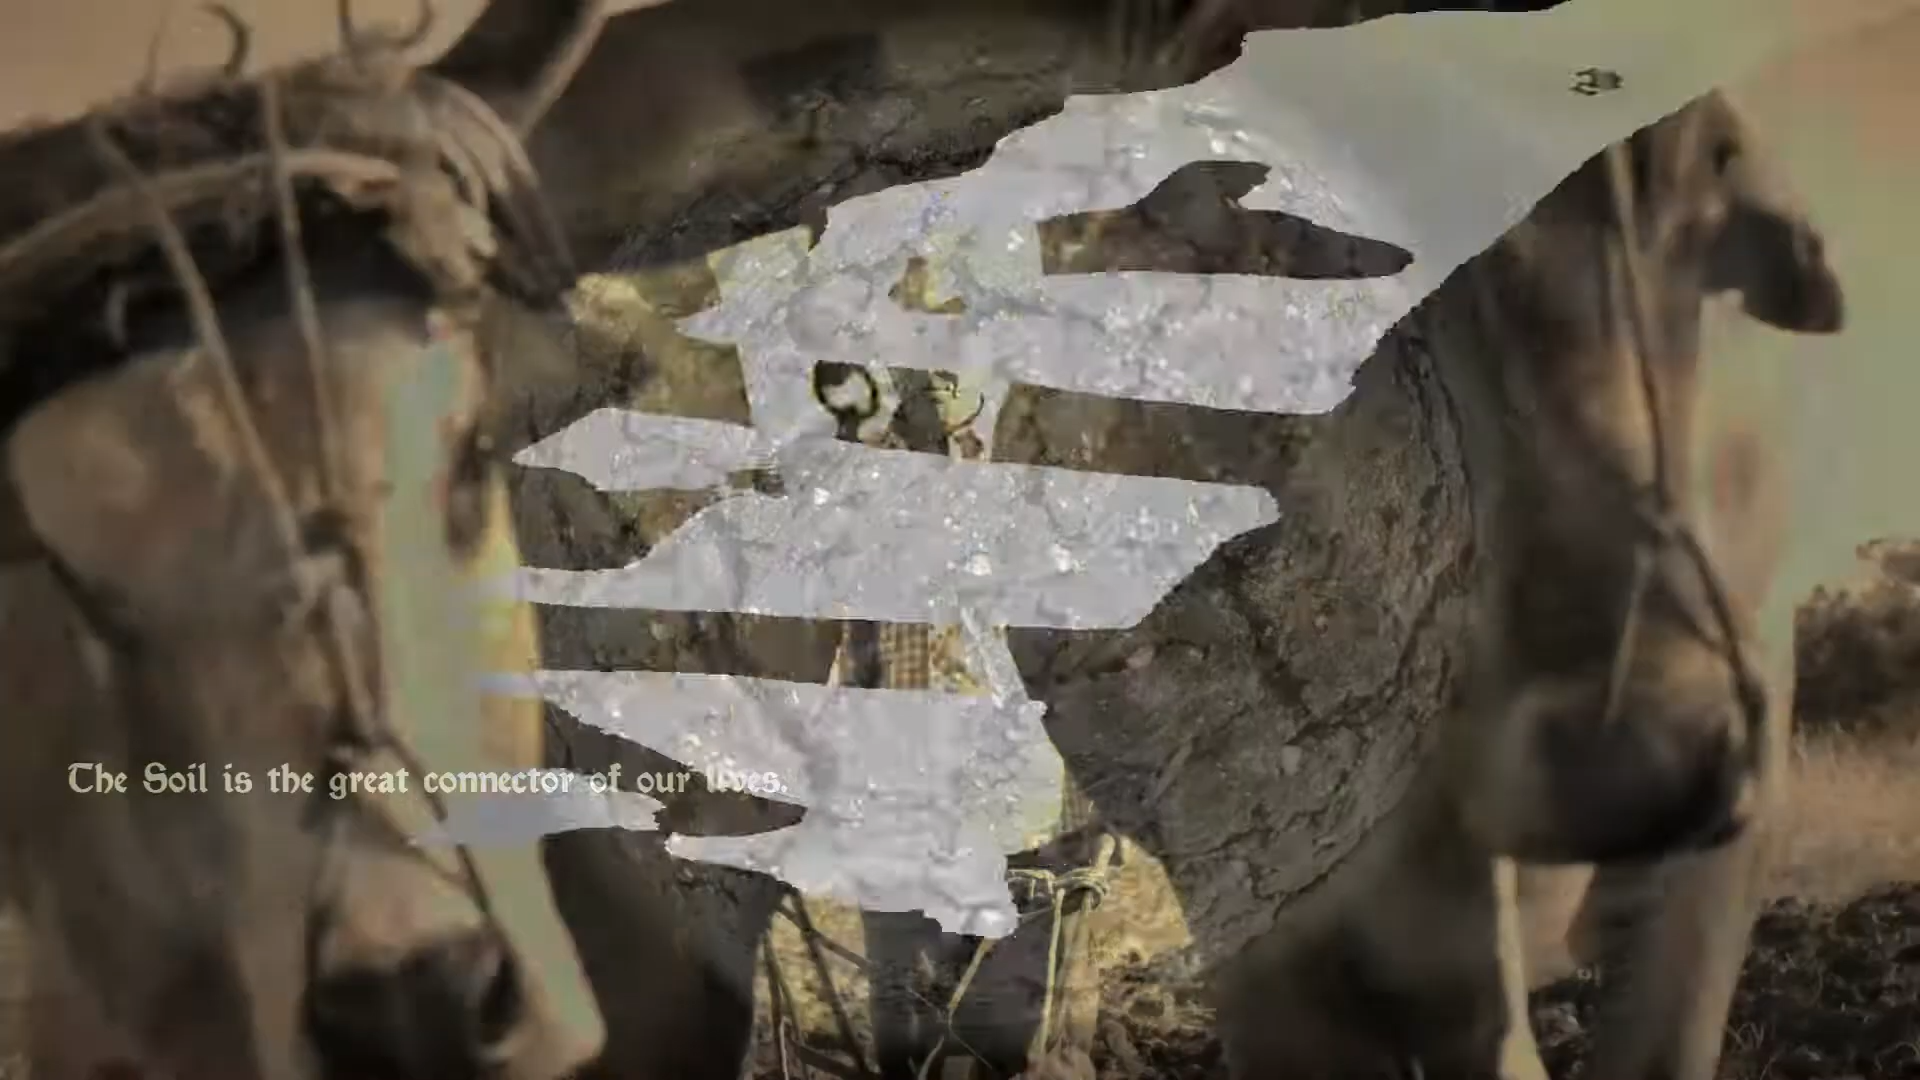 The Soil is the great connector of our lives.